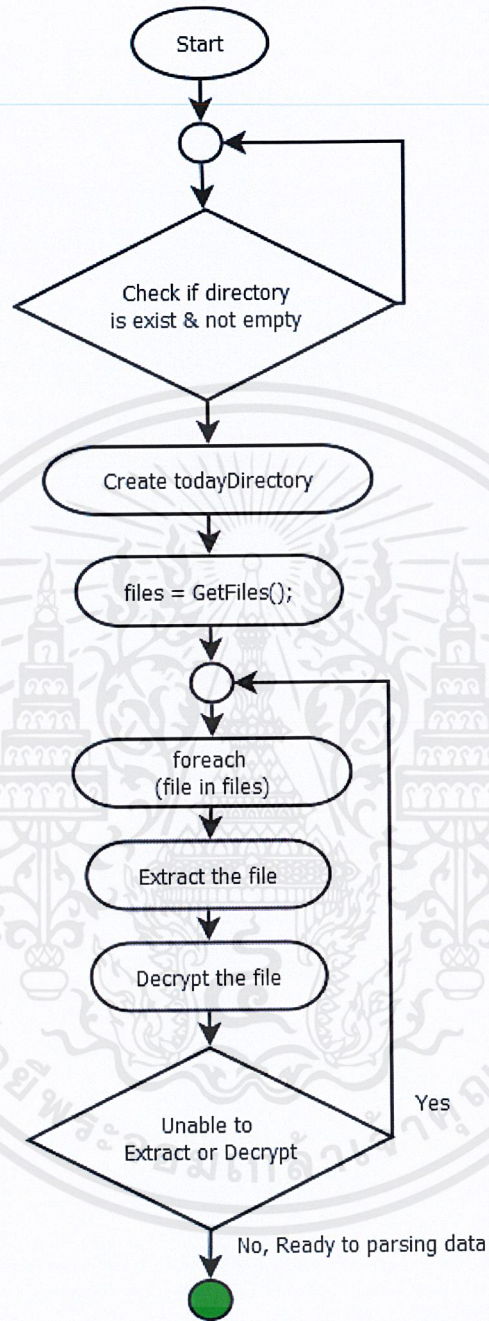 Start
Check if directory
is exist & not empty
Create todayDirectory
files = GetFiles();
foreach
(file in files)
Extract the file
Decrypt the file
Unable to
Extract or Decrypt
Yes
No, Ready to parsing data